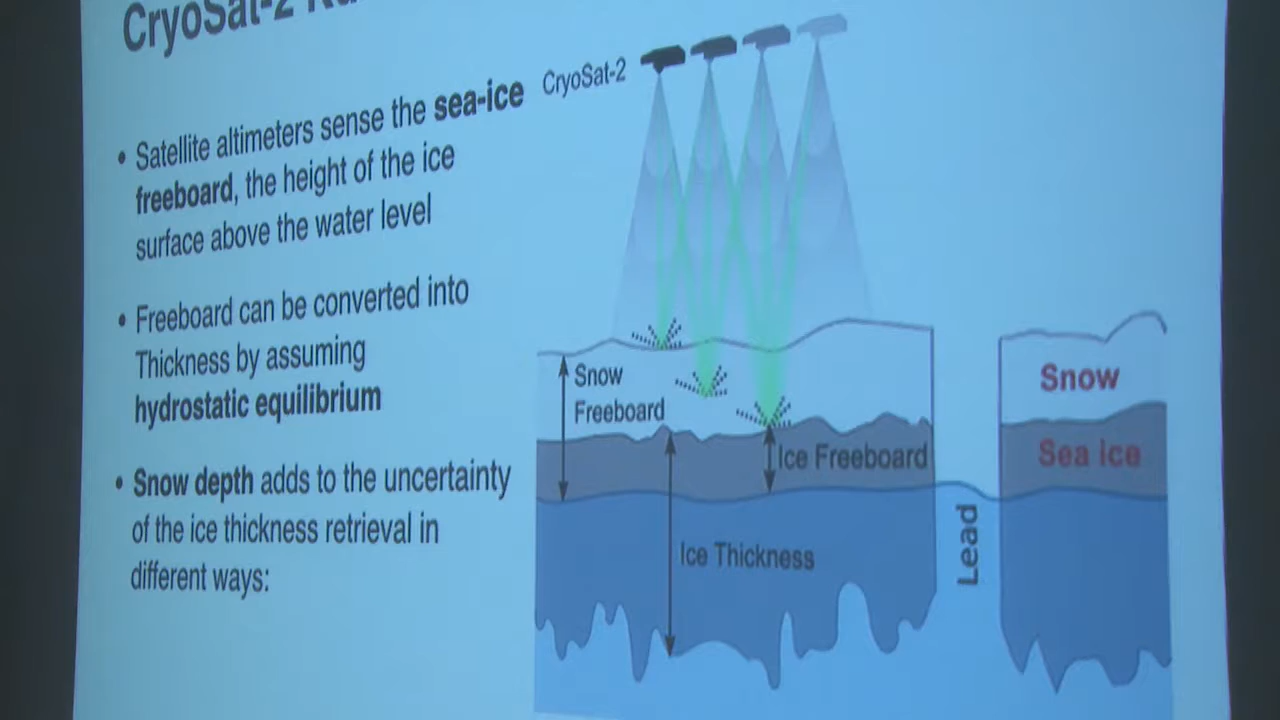 CryoSat-2
• Satellite altimeters sense the sea-ice
freeboard, the height of the ice
surface above the water level
• Freeboard can be converted into
Thickness by assuming
hydrostatic equilibrium
• Snow depth adds to the uncertainty
of the ice thickness retrieval in
different ways:
CryoSat-2
Snow
Freeboard
Ice Freeboard
Ice Thickness
Lead
Snow
Sea ice